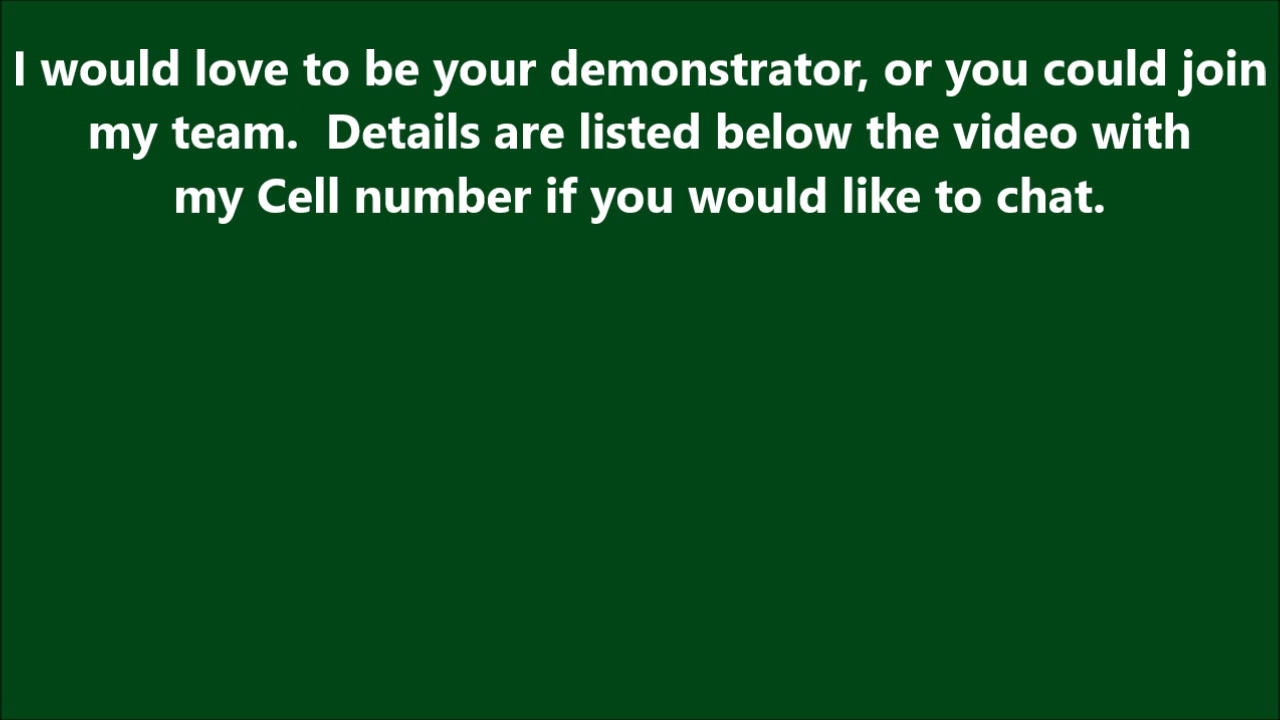 I would love to be your demonstrator, or you could join
my team.  Details are listed below the video with
my Cell number if you would like to chat.